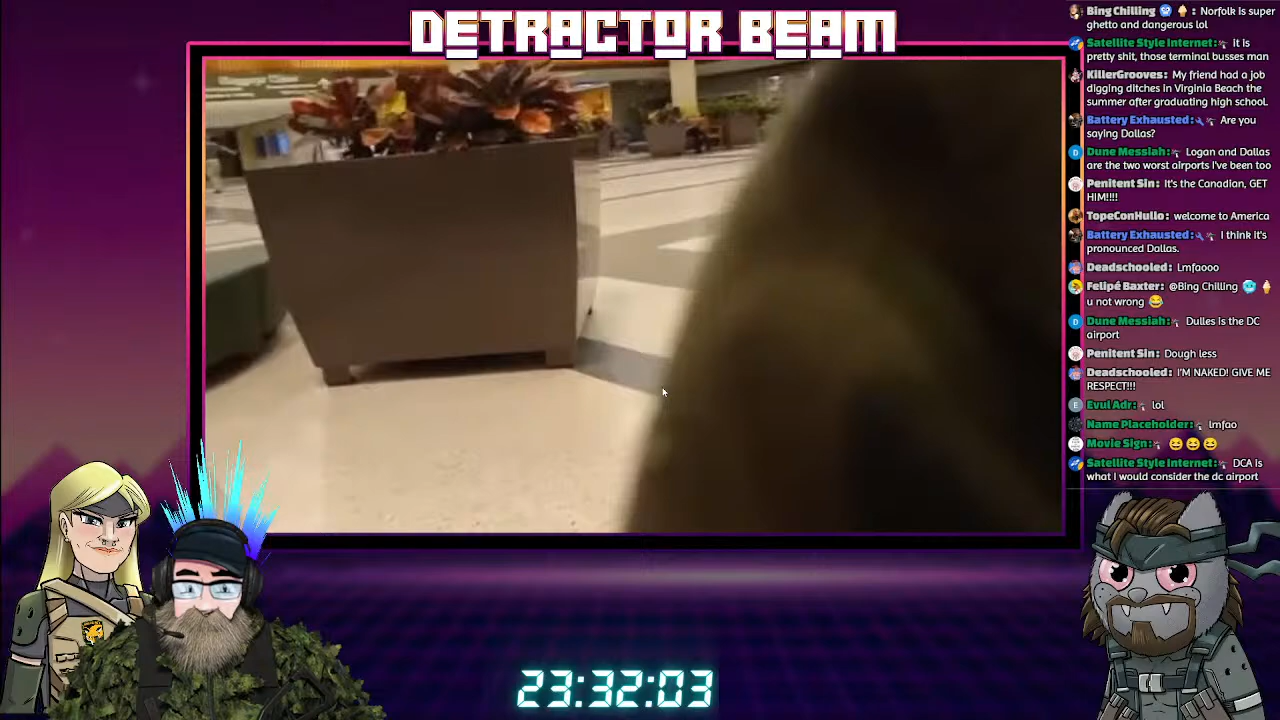 DETRACTOR BEAM
Bing Chilling : Norfolk is super
ghetto and dangerous lol
Satellite Style Internet: It is
pretty shit, those terminal busses man
KillerGrooves: My friend had a job
digging ditches in Virginia Beach the
summer after graduating high school.
Battery Exhausted: Are you
saying Dallas?
Dune Messiah: Logan and Dallas
are the two worst airports I've been too
Penitent Sin: It's the Canadian, GET
HIM!!!!
TopeConHullo: welcome to America
Battery Exhausted: I think it's
pronounced Dallas.
Deadschooled: Lmfaooo
Felipé Baxter: @Bing Chilling 🥶 🍦
u not wrong 😂
Dune Messiah: Dulles is the DC
airport
Penitent Sin: Dough less
Deadschooled: I'M NAKED! GIVE ME
RESPECT!!!
E Evul Adr: lol
Name Placeholder: lmfao
Movie Sign: 😆 😆 😆
Satellite Style Internet: DCA is
what I would consider the dc airport
23:32:03